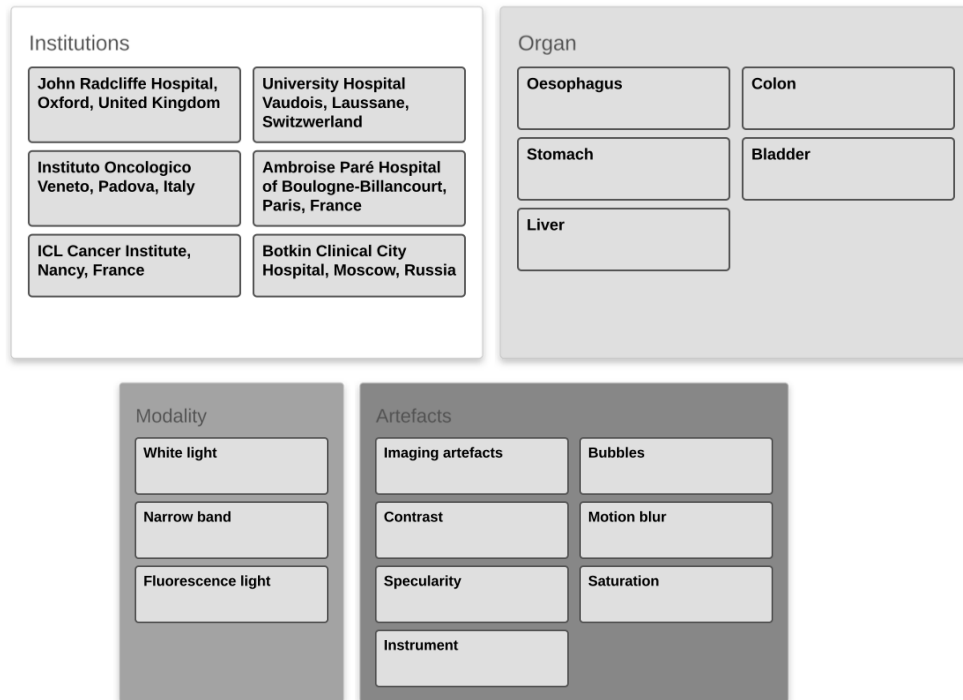 Institutions
John Radcliffe Hospital,
Oxford, United Kingdom
University Hospital
Vaudois, Laussane,
Switzwerland
Instituto Oncologico
Veneto, Padova, Italy
Ambroise Paré Hospital
of Boulogne-Billancourt,
Paris, France
ICL Cancer Institute,
Nancy, France
Botkin Clinical City
Hospital, Moscow, Russia
Organ
Oesophagus
Colon
Stomach
Bladder
Liver
Modality
White light
Narrow band
Fluorescence light
Artefacts
Imaging artefacts
Bubbles
Contrast
Motion blur
Specularity
Saturation
Instrument